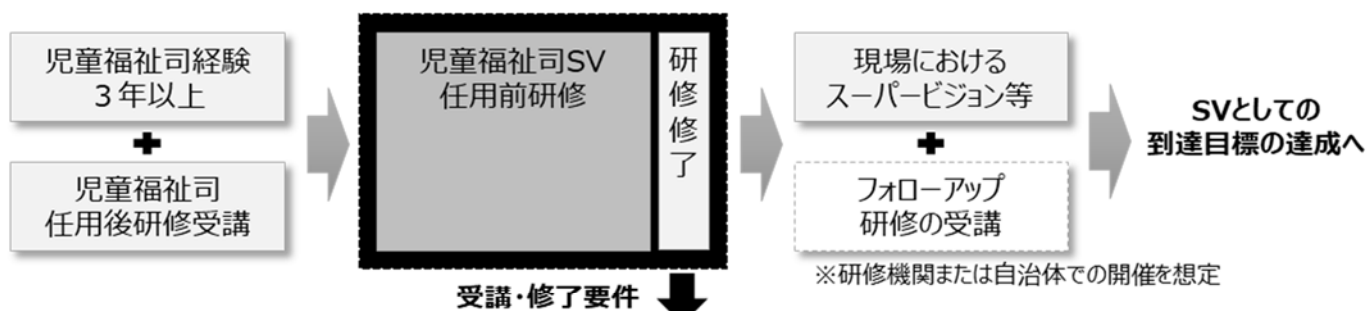 児童福祉司経験
３年以上
＋
児童福祉司
任用後研修受講
児童福祉司SV
任用前研修
研修修了
受講・修了要件
現場における
スーパービジョン等
＋
フォローアップ
研修の受講
※研修機関または自治体での開催を想定
SVとしての
到達目標の達成へ